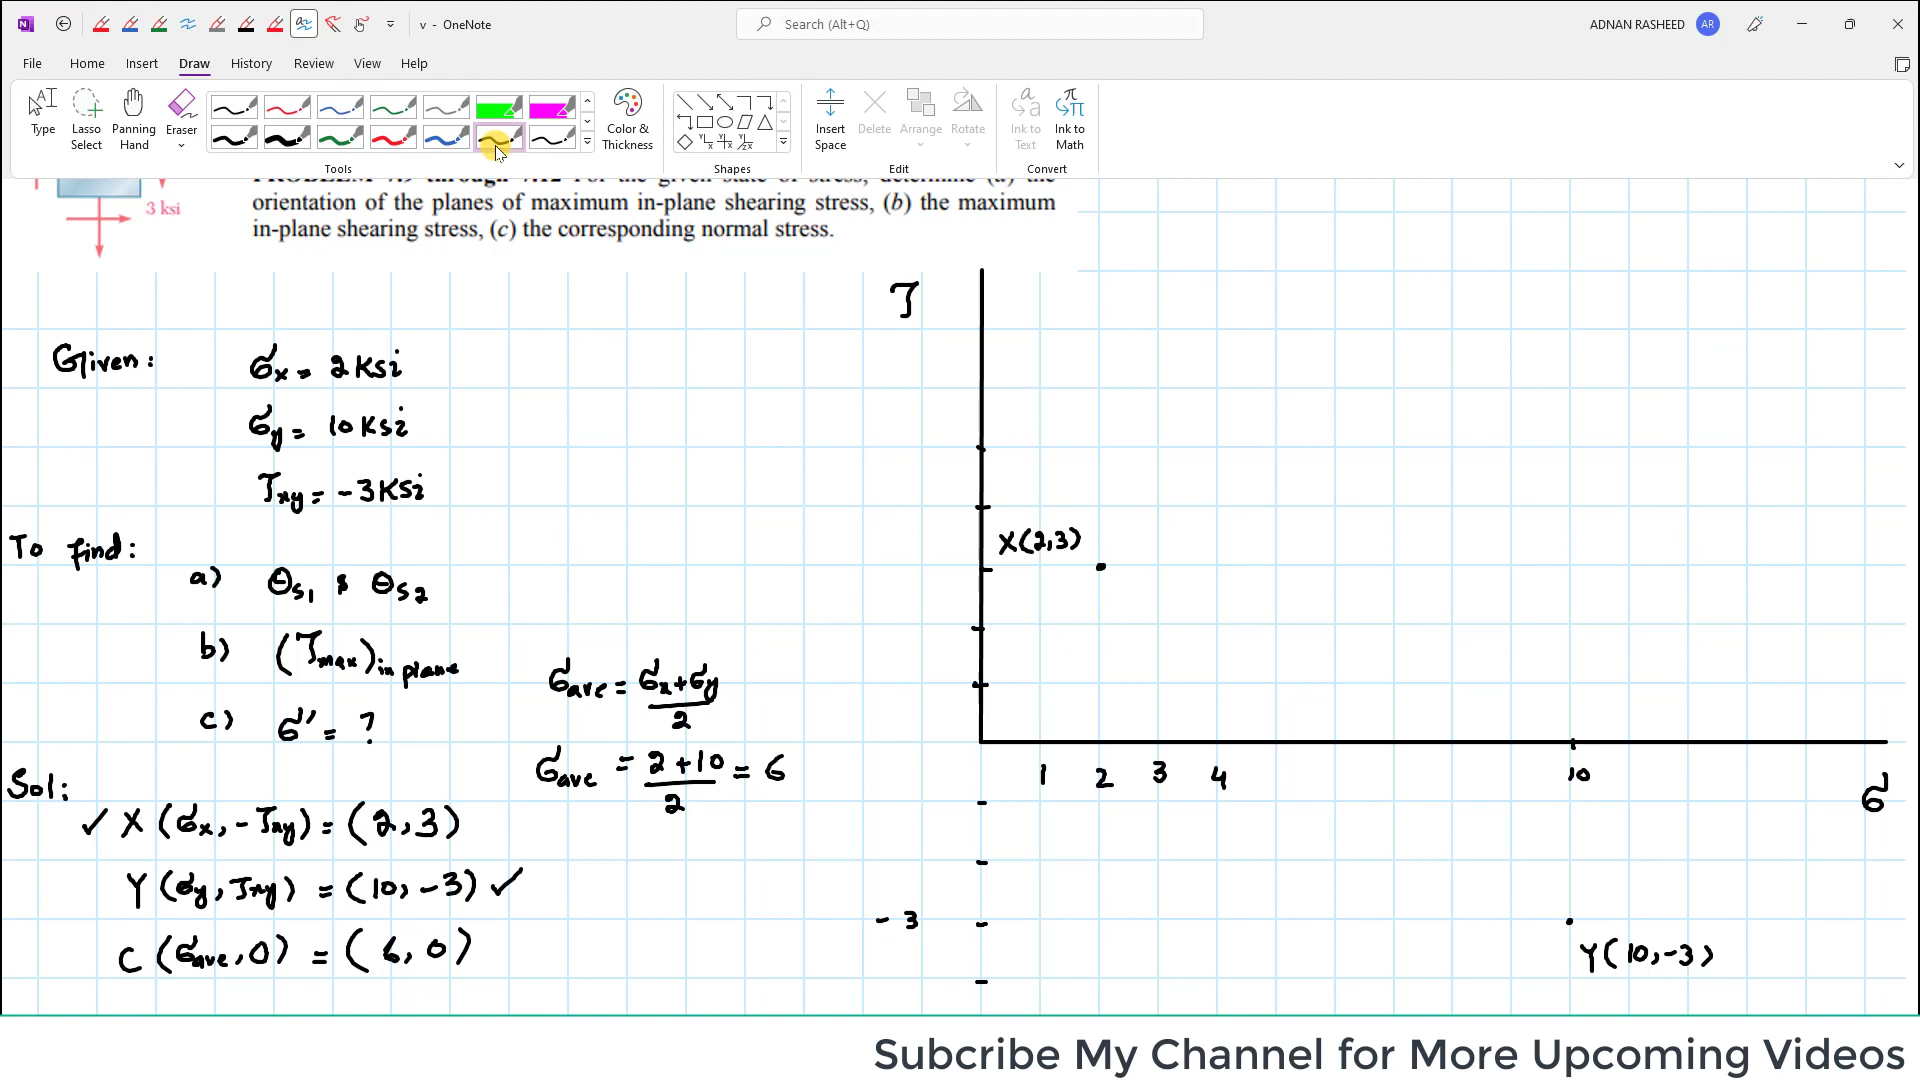 v - OneNote
Search (Alt+Q)
ADNAN RASHEED
AR
File Home Insert Draw History Review View Help
Type
Lasso Select
Panning Hand
Eraser
Color & Thickness
Insert Space
Delete
Arrange
Rotate
Ink to Text
Ink to Math
Tools
Shapes
Edit
Convert
3 ksi
orientation of the planes of maximum in-plane shearing stress, (b) the maximum
in-plane shearing stress, (c) the corresponding normal stress.
τ
Given: σx = 2 Ksi
σy = 10 Ksi
τxy = -3 Ksi
To find:
a) θs1 & θs2
b) (τmax)in plane
c) σ' = ?
σave = σx+σy / 2
σave = 2+10 / 2 = 6
Sol:
✓ X (σx, -τxy) = (2,3)
Y (σy, τxy) = (10, -3) ✓
C (σave, 0) = (6, 0)
X(2,3)
1 2 3 4 10
σ
-3
Y(10,-3)
Subcribe My Channel for More Upcoming Videos